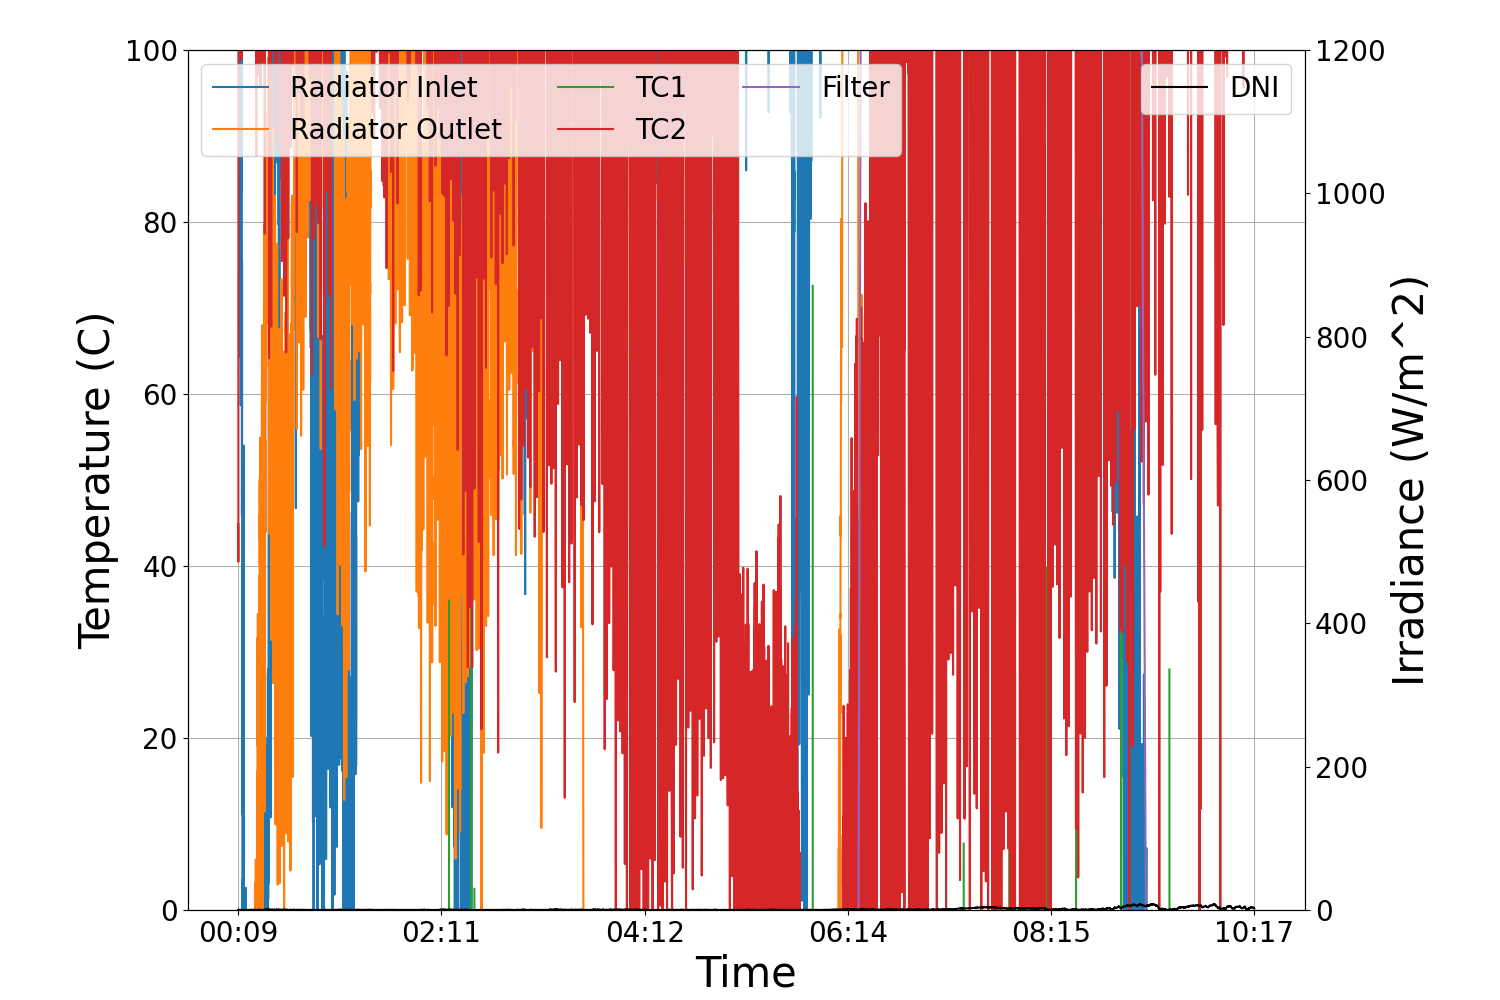 100
80
60
40
20
0
Temperature (C)
Radiator Inlet
Radiator Outlet
TC1
TC2
Filter
DNI
1200
1000
800
600
400
200
0
Irradiance (W/m^2)
00:09 02:11 04:12 06:14 08:15 10:17
Time